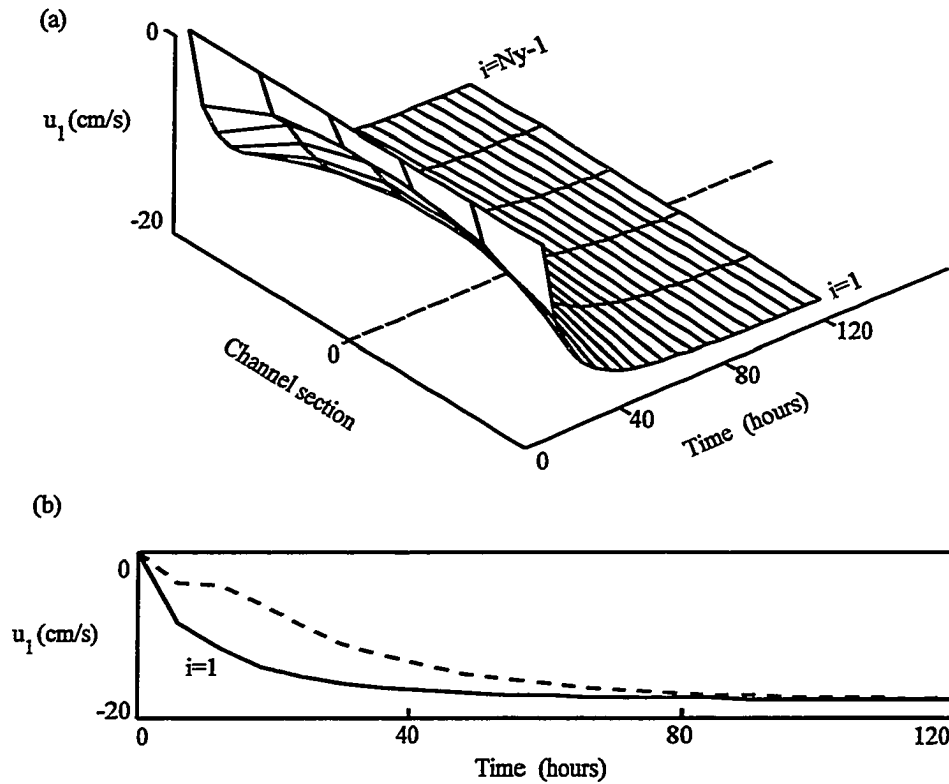 (a)
0
u₁ (cm/s)
-20
i=Ny-1
i=1
Channel section
0
0
40
80
120
Time (hours)
(b)
0
u₁ (cm/s)
-20
i=1
0
40
80
120
Time (hours)